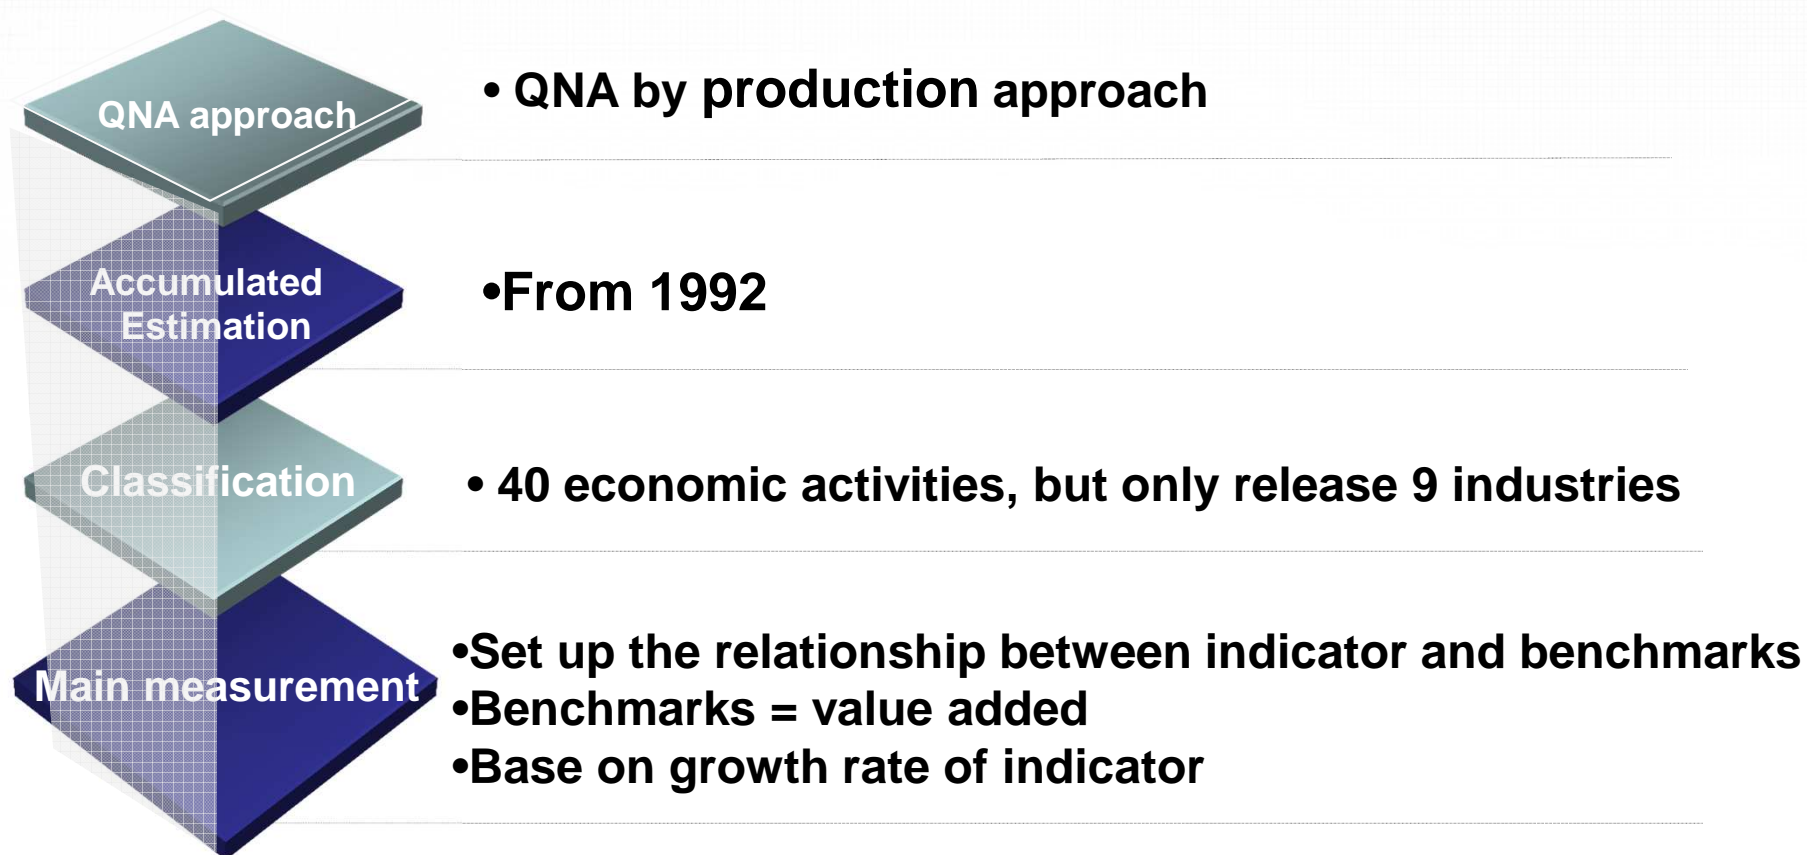 QNA approach
• QNA by production approach
Accumulated
Estimation
•From 1992
Classification
• 40 economic activities, but only release 9 industries
Main measurement
•Set up the relationship between indicator and benchmarks
•Benchmarks = value added
•Base on growth rate of indicator